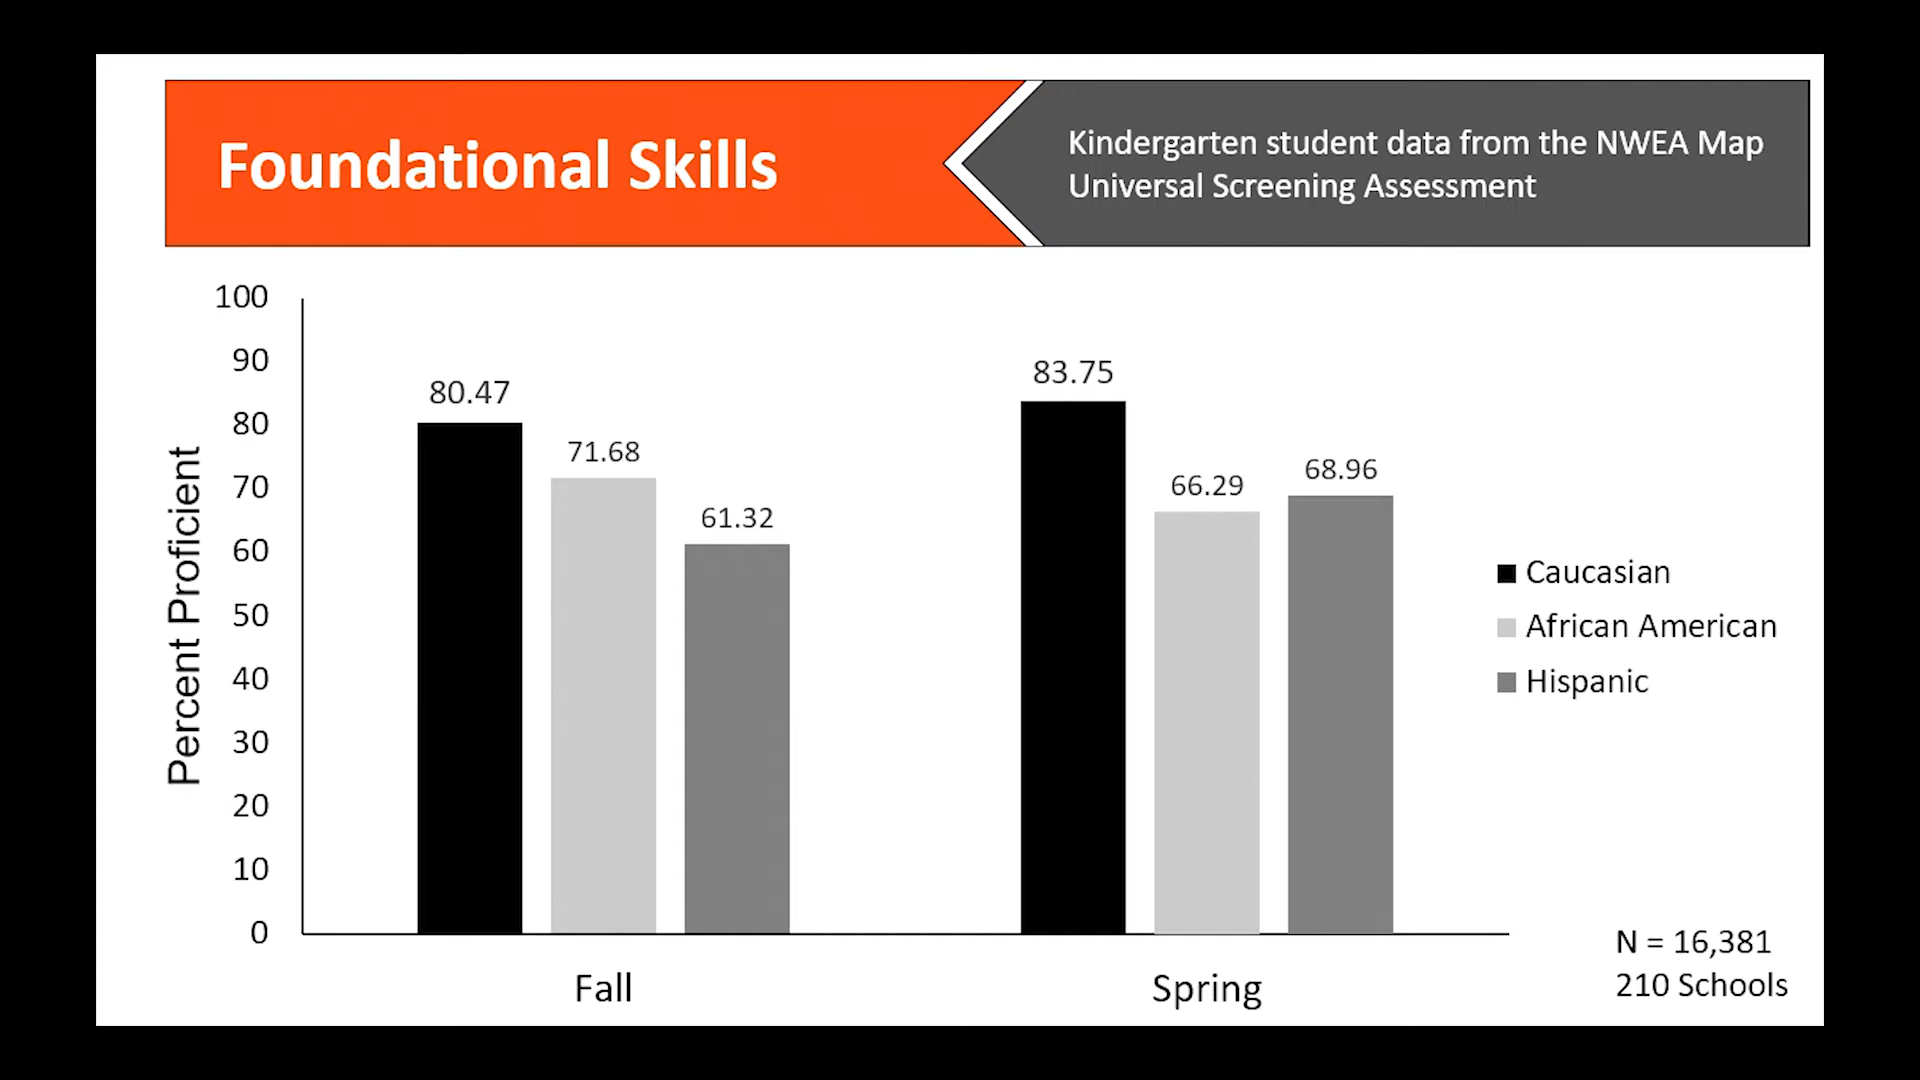 Foundational Skills
Kindergarten student data from the NWEA Map
Universal Screening Assessment
Percent Proficient
100
90
80
70
60
50
40
30
20
10
0
80.47
71.68
61.32
83.75
66.29
68.96
Fall
Spring
Caucasian
African American
Hispanic
N = 16,381
210 Schools